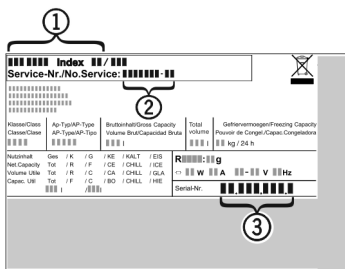 1
Index /
Service-Nr./No.Service: -
2
Klasse/Class Ap-Typ/AP-Type Bruttoinhalt/Gross Capacity Total Gefriervermoegen/Freezing Capacity
Classe/Clase AP-Type/AP-Tipo Volume Brut/Capacidad Bruta volume Pouvoir de Congel./Capac.Congeladora
l l kg / 24 h
Nutzinhalt Ges / K / G / KE / KALT / EIS
Net.Capacity Tot / R / F / CE / CHILL / ICE
Volume Utile Tot / R / C / CA / CHILL / GLA
Capac. Util Tot / F / C / BO / CHILL / HIE
l / l
R : g
W A - V Hz
Serial-Nr. . . .
3